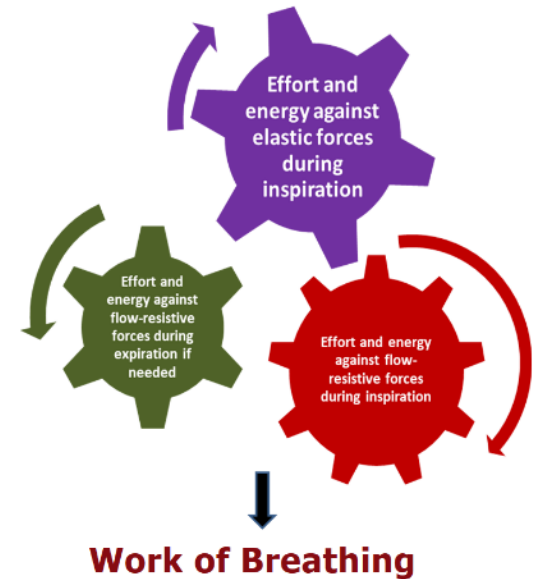 Effort and
energy against
elastic forces
during
inspiration
Effort and
energy against
flow-resistive
forces during
expiration if
needed
Effort and energy
against flow-
resistive forces
during inspiration
Work of Breathing